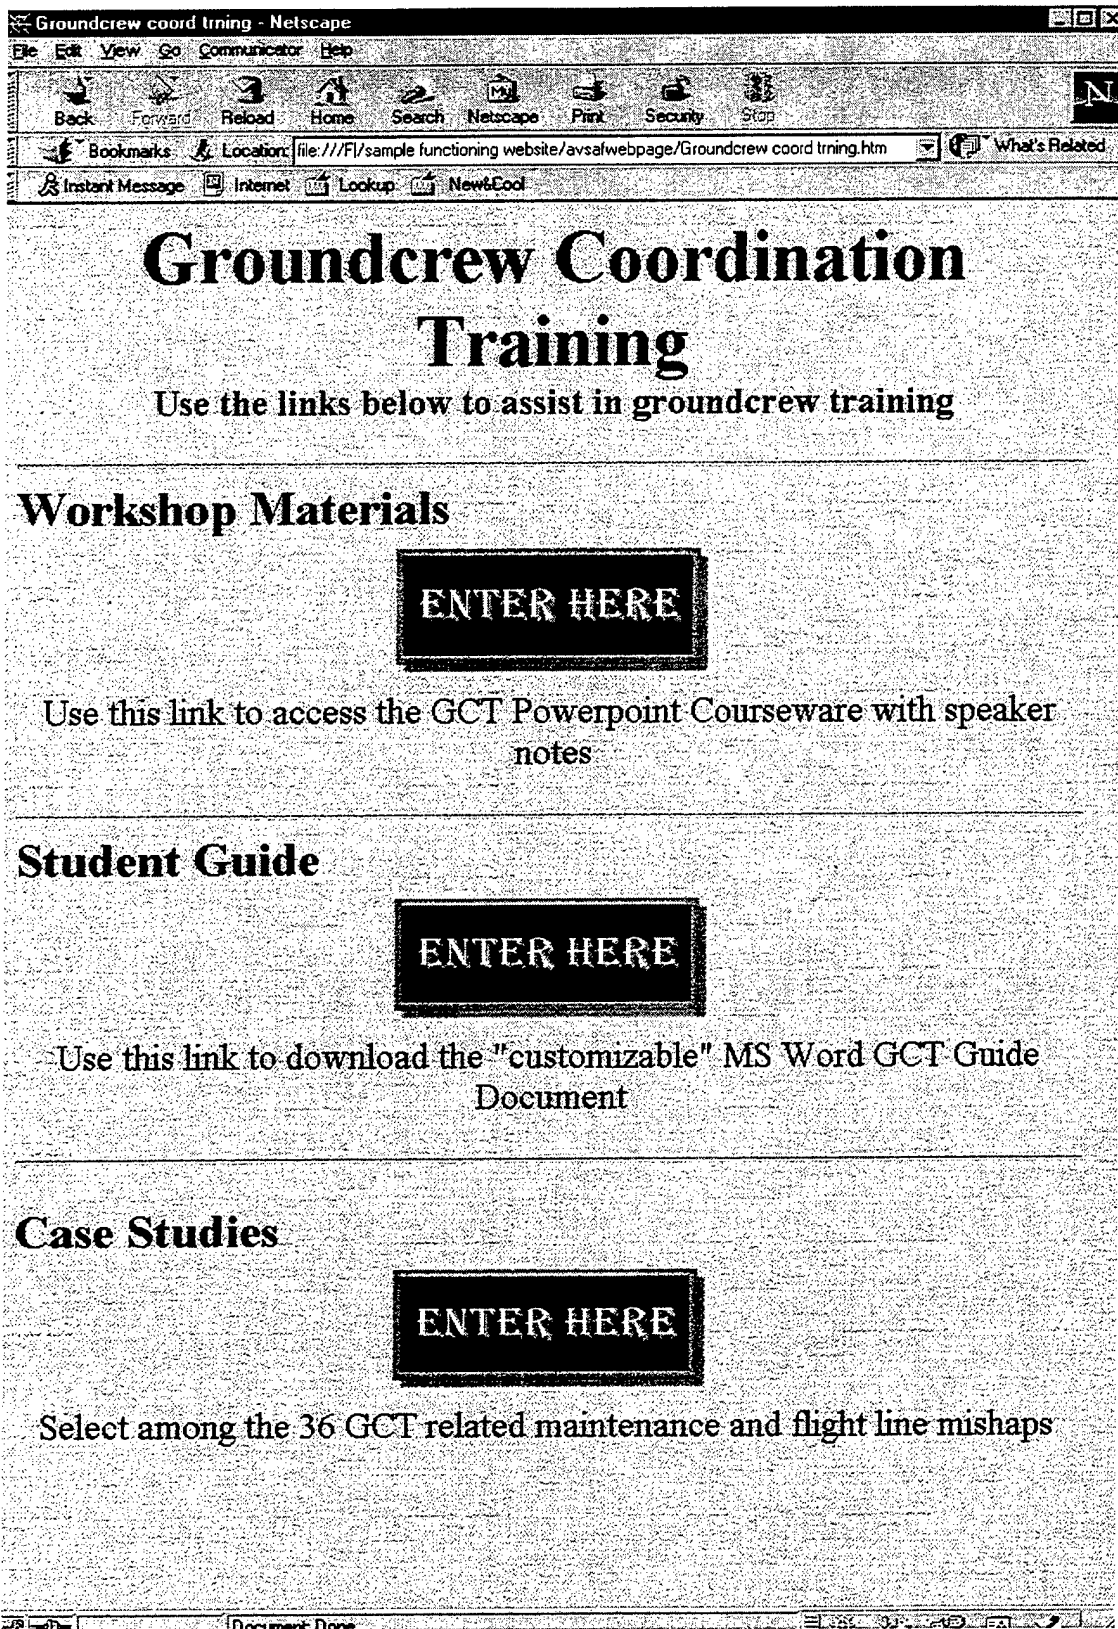 Groundcrew coord trning - Netscape
File Edit View Go Communicator Help
Back Forward Reload Home Search Netscape Print Security Stop
My
N
Bookmarks Location: file:///F|/sample functioning website/avsafwebpage/Groundcrew coord trning.htm What's Related
Instant Message Internet Lookup New&Cool
Groundcrew Coordination
Training
Use the links below to assist in groundcrew training
Workshop Materials
ENTER HERE
Use this link to access the GCT Powerpoint Courseware with speaker
notes
Student Guide
ENTER HERE
Use this link to download the "customizable" MS Word GCT Guide
Document
Case Studies
ENTER HERE
Select among the 36 GCT related maintenance and flight line mishaps
Document: Done